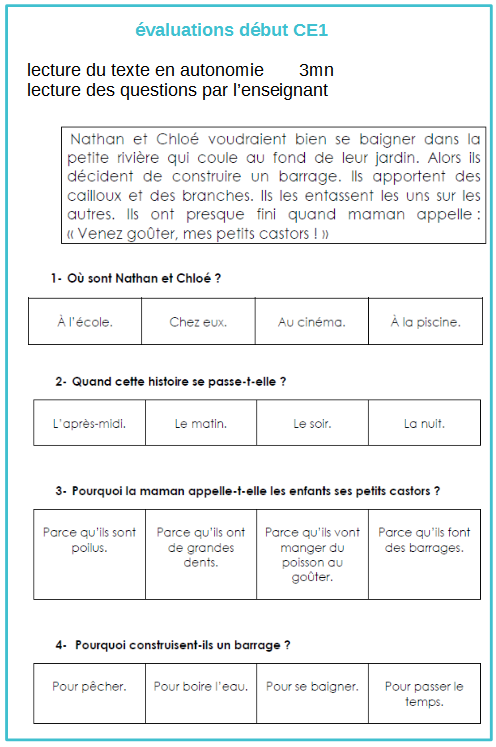 évaluations début CE1
lecture du texte en autonomie 3mn
lecture des questions par l'enseignant
Nathan et Chloé voudraient bien se baigner dans la
petite rivière qui coule au fond de leur jardin. Alors ils
décident de construire un barrage. Ils apportent des
cailloux et des branches. Ils les entassent les uns sur les
autres. Ils ont presque fini quand maman appelle :
« Venez goûter, mes petits castors ! »
1- Où sont Nathan et Chloé ?
À l'école. Chez eux. Au cinéma. À la piscine.
2- Quand cette histoire se passe-t-elle ?
L'après-midi. Le matin. Le soir. La nuit.
3- Pourquoi la maman appelle-t-elle les enfants ses petits castors ?
Parce qu'ils sont
poilus.
Parce qu'ils ont
de grandes
dents.
Parce qu'ils vont
manger du
poisson au
goûter.
Parce qu'ils font
des barrages.
4- Pourquoi construisent-ils un barrage ?
Pour pêcher. Pour boire l'eau. Pour se baigner. Pour passer le
temps.